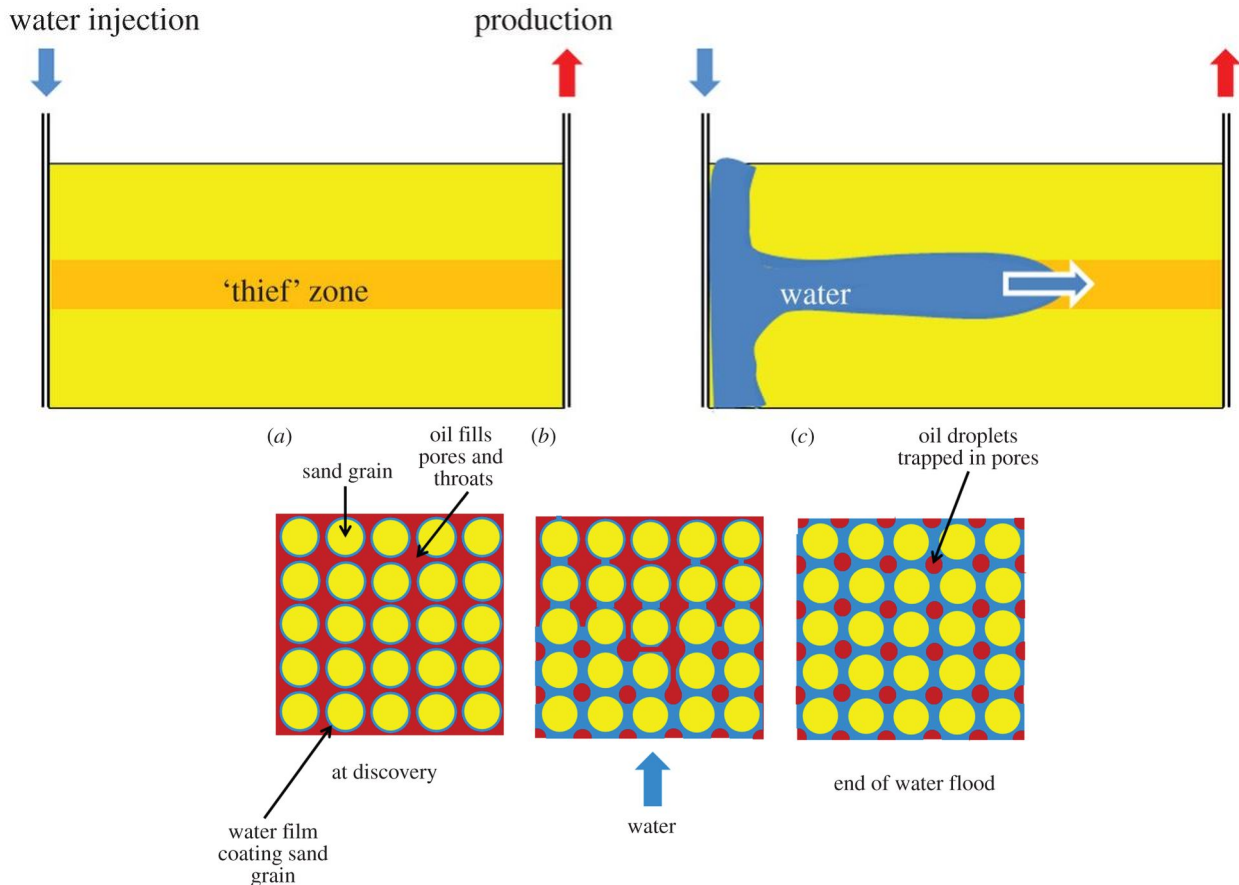 water injection
production
‘thief’ zone
water
(a)
(b)
(c)
sand grain
oil fills
pores and
throats
oil droplets
trapped in pores
at discovery
end of water flood
water film
coating sand
grain
water